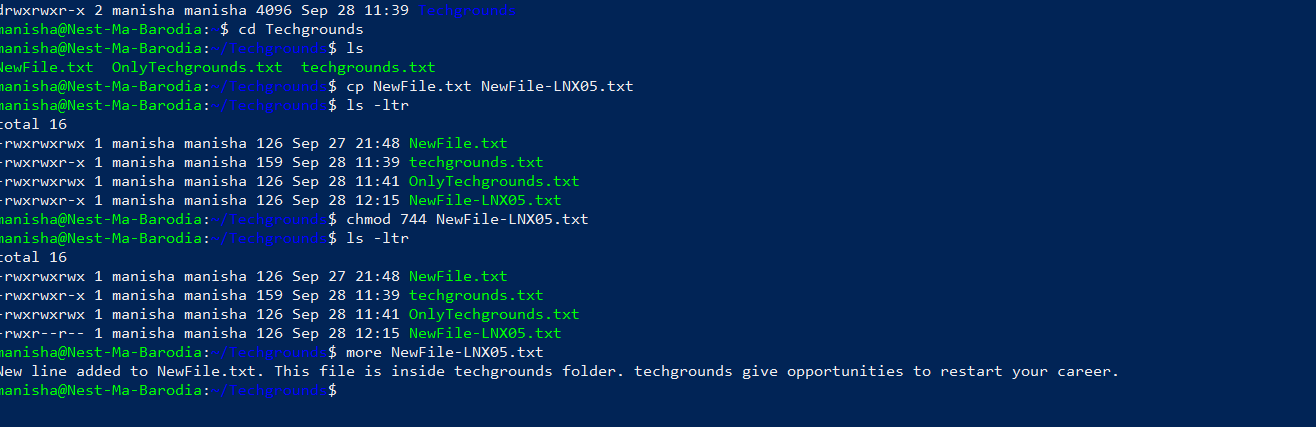 drwxrwxr-x 2 manisha manisha 4096 Sep 28 11:39 Techgrounds
manisha@Nest-Ma-Barodia:~$ cd Techgrounds
manisha@Nest-Ma-Barodia:~/Techgrounds$ ls
NewFile.txt  OnlyTechgrounds.txt  techgrounds.txt
manisha@Nest-Ma-Barodia:~/Techgrounds$ cp NewFile.txt NewFile-LNX05.txt
manisha@Nest-Ma-Barodia:~/Techgrounds$ ls -ltr
total 16
-rwxrwxrwx 1 manisha manisha 126 Sep 27 21:48 NewFile.txt
-rwxrwxr-x 1 manisha manisha 159 Sep 28 11:39 techgrounds.txt
-rwxrwxrwx 1 manisha manisha 126 Sep 28 11:41 OnlyTechgrounds.txt
-rwxrwxr-x 1 manisha manisha 126 Sep 28 12:15 NewFile-LNX05.txt
manisha@Nest-Ma-Barodia:~/Techgrounds$ chmod 744 NewFile-LNX05.txt
manisha@Nest-Ma-Barodia:~/Techgrounds$ ls -ltr
total 16
-rwxrwxrwx 1 manisha manisha 126 Sep 27 21:48 NewFile.txt
-rwxrwxr-x 1 manisha manisha 159 Sep 28 11:39 techgrounds.txt
-rwxrwxrwx 1 manisha manisha 126 Sep 28 11:41 OnlyTechgrounds.txt
-rwxr--r-- 1 manisha manisha 126 Sep 28 12:15 NewFile-LNX05.txt
manisha@Nest-Ma-Barodia:~/Techgrounds$ more NewFile-LNX05.txt
New line added to NewFile.txt. This file is inside techgrounds folder. techgrounds give opportunities to restart your career.
manisha@Nest-Ma-Barodia:~/Techgrounds$